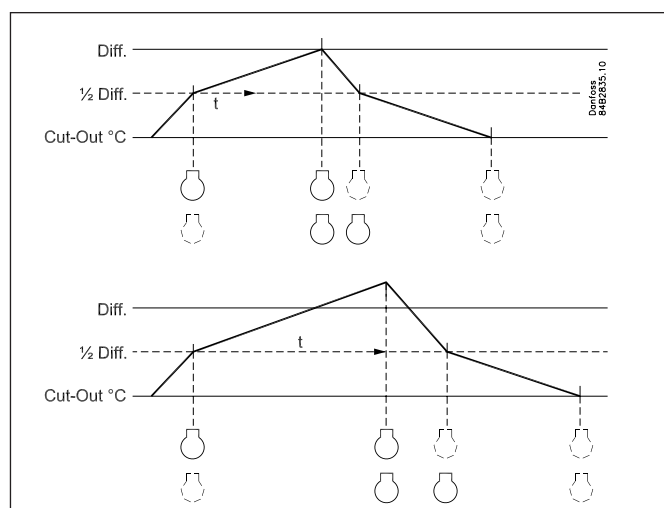 Diff.
½ Diff.
t
Cut-Out °C
Danfoss
84B2835.10
Diff.
½ Diff.
t
Cut-Out °C